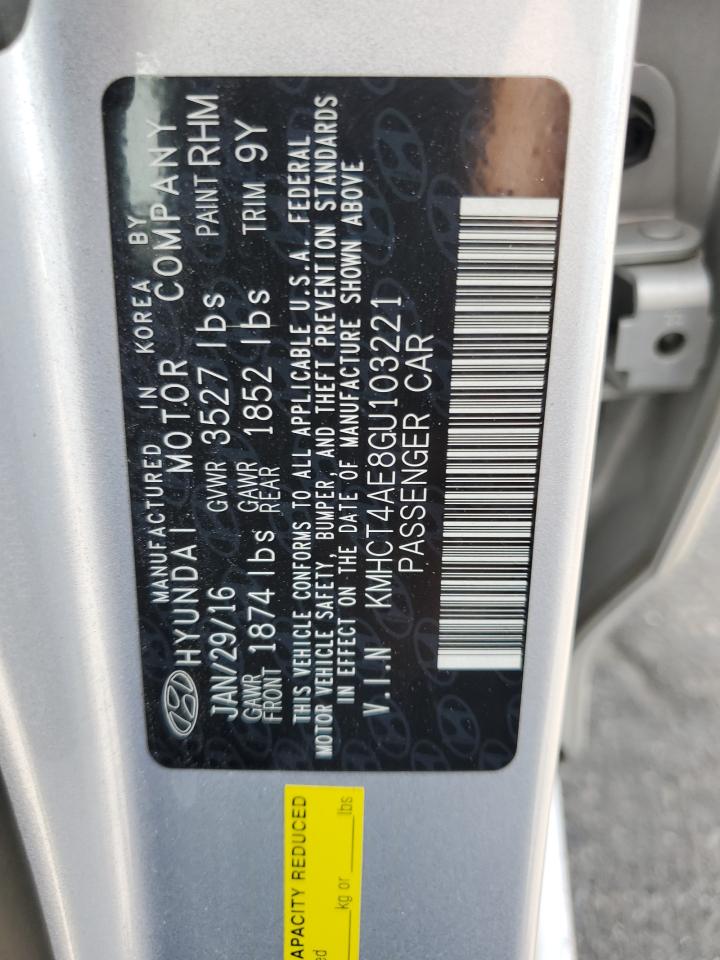 MANUFACTURED IN KOREA BY
HYUNDAI MOTOR COMPANY
JAN/29/16 GVWR 3527 lbs PAINT RHM
GAWR FRONT 1874 lbs GAWR REAR 1852 lbs TRIM 9Y
THIS VEHICLE CONFORMS TO ALL APPLICABLE U.S.A. FEDERAL
MOTOR VEHICLE SAFETY, BUMPER, AND THEFT PREVENTION STANDARDS
IN EFFECT ON THE DATE OF MANUFACTURE SHOWN ABOVE
V.I.N KMHCT4AE8GU103221
PASSENGER CAR
APACITY REDUCED
kg or lbs